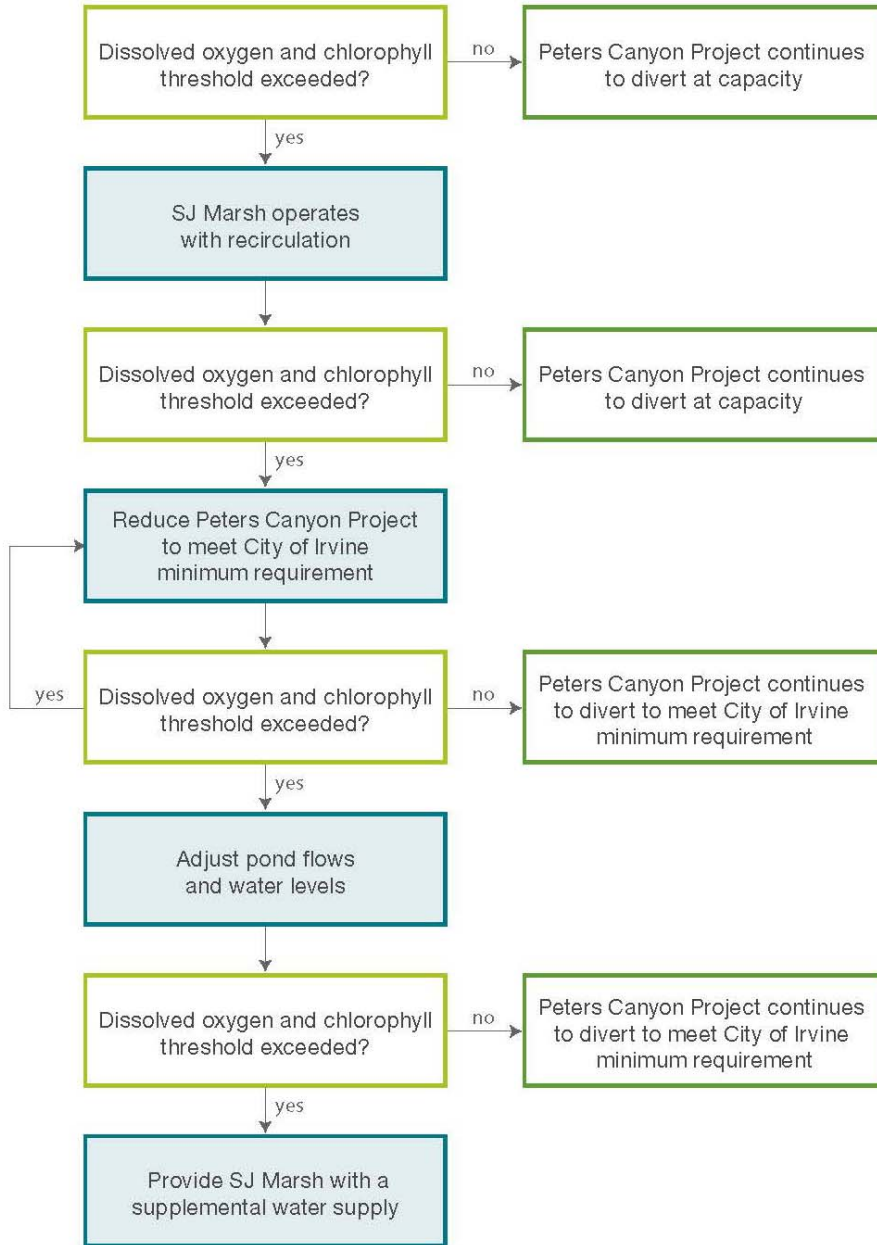 Dissolved oxygen and chlorophyll
threshold exceeded?
no
Peters Canyon Project continues
to divert at capacity
yes
SJ Marsh operates
with recirculation
Dissolved oxygen and chlorophyll
threshold exceeded?
no
Peters Canyon Project continues
to divert at capacity
yes
Reduce Peters Canyon Project
to meet City of Irvine
minimum requirement
yes
Dissolved oxygen and chlorophyll
threshold exceeded?
no
Peters Canyon Project continues
to divert to meet City of Irvine
minimum requirement
yes
Adjust pond flows
and water levels
Dissolved oxygen and chlorophyll
threshold exceeded?
no
Peters Canyon Project continues
to divert to meet City of Irvine
minimum requirement
yes
Provide SJ Marsh with a
supplemental water supply